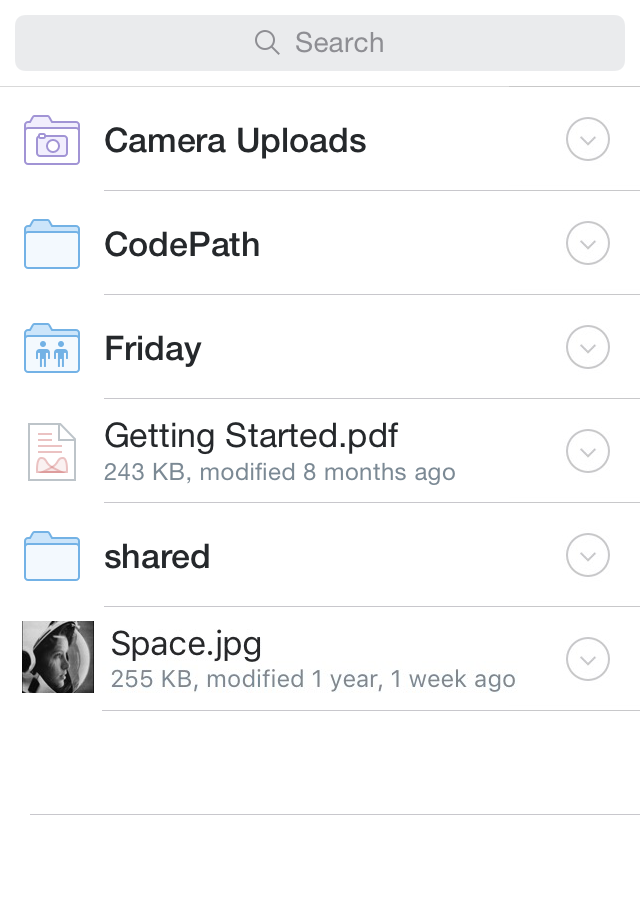 Search
Camera Uploads
CodePath
Friday
Getting Started.pdf
243 KB, modified 8 months ago
shared
Space.jpg
255 KB, modified 1 year, 1 week ago